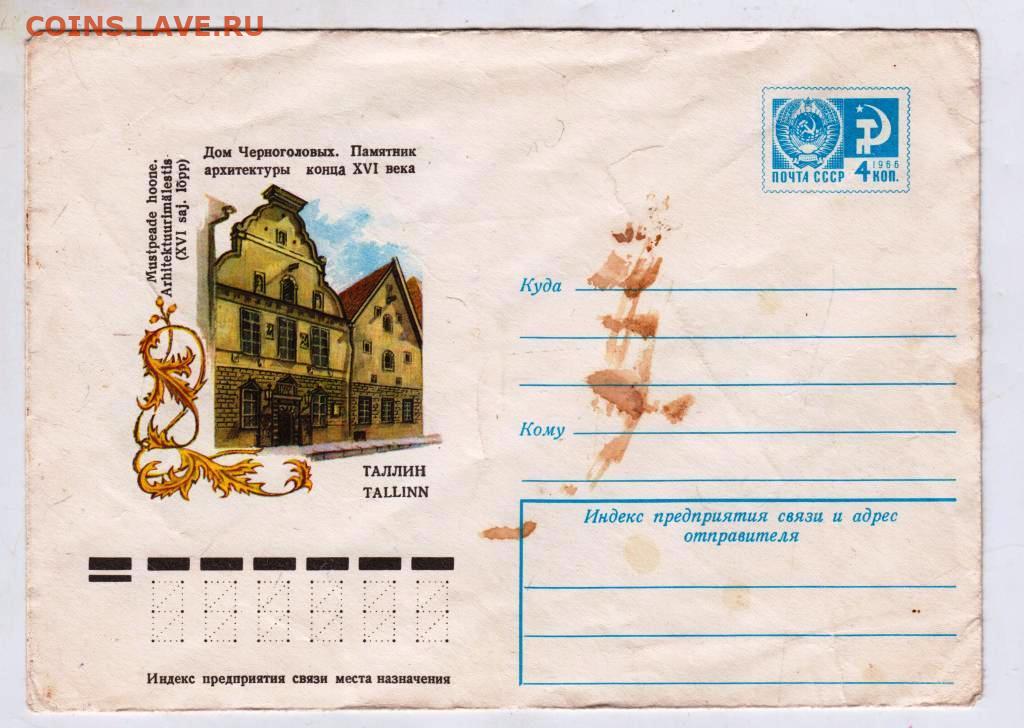 COINS.LAVE.RU
Дом Черноголовых. Памятник
архитектуры конца XVI века
Mustpeade hoone.
Arhitektuurimälestis-
(XVI saj. lõpp)
ТАЛЛИН
TALLINN
ПОЧТА СССР
1966
4 КОП.
Куда
Кому
Индекс предприятия связи и адрес
отправителя
Индекс предприятия связи места назначения